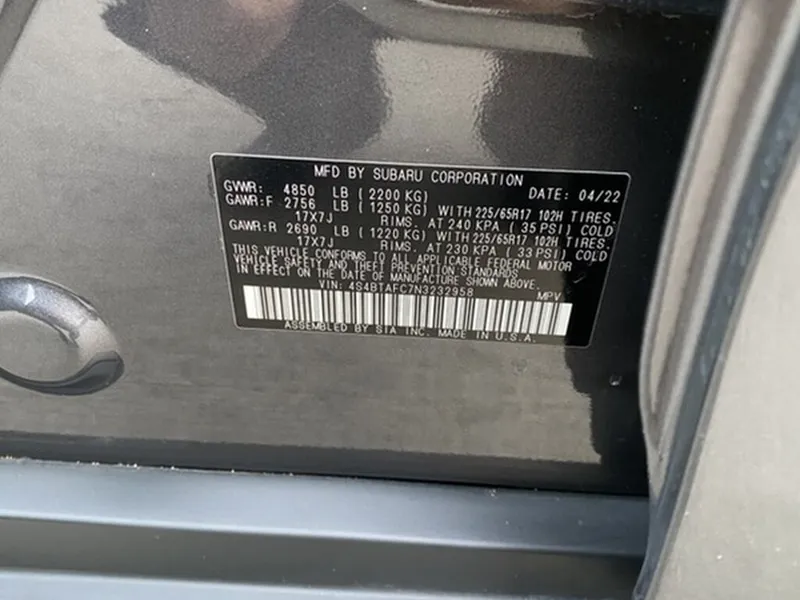 MFD BY SUBARU CORPORATION
GVWR: 4850 LB (2200 KG) DATE: 04/22
GAWR:F 2756 LB (1250 KG) WITH 225/65R17 102H TIRES.
17X7J RIMS. AT 240 KPA (35 PSI) COLD
GAWR:R 2690 LB (1220 KG) WITH 225/65R17 102H TIRES.
17X7J RIMS. AT 230 KPA (33 PSI) COLD
THIS VEHICLE CONFORMS TO ALL APPLICABLE FEDERAL MOTOR
VEHICLE SAFETY AND THEFT PREVENTION STANDARDS
IN EFFECT ON THE DATE OF MANUFACTURE SHOWN ABOVE.
VIN: 4S4BTAFC7N3232958 MPV
ASSEMBLED BY SIA INC. MADE IN U.S.A.